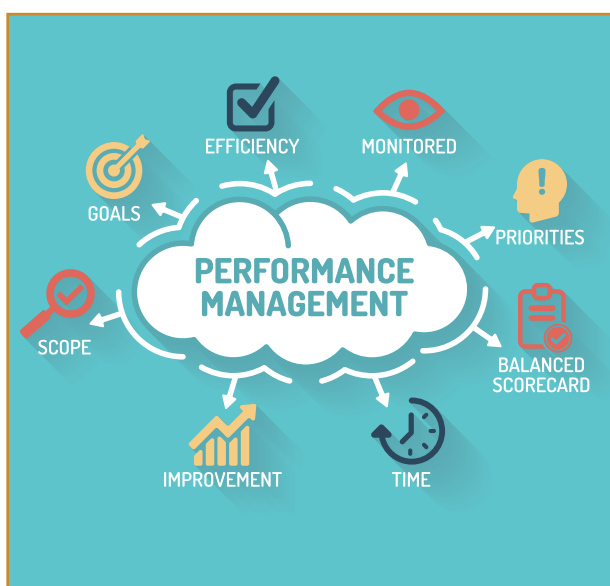 EFFICIENCY
MONITORED
GOALS
PRIORITIES
PERFORMANCE
MANAGEMENT
SCOPE
BALANCED
SCORECARD
IMPROVEMENT
TIME